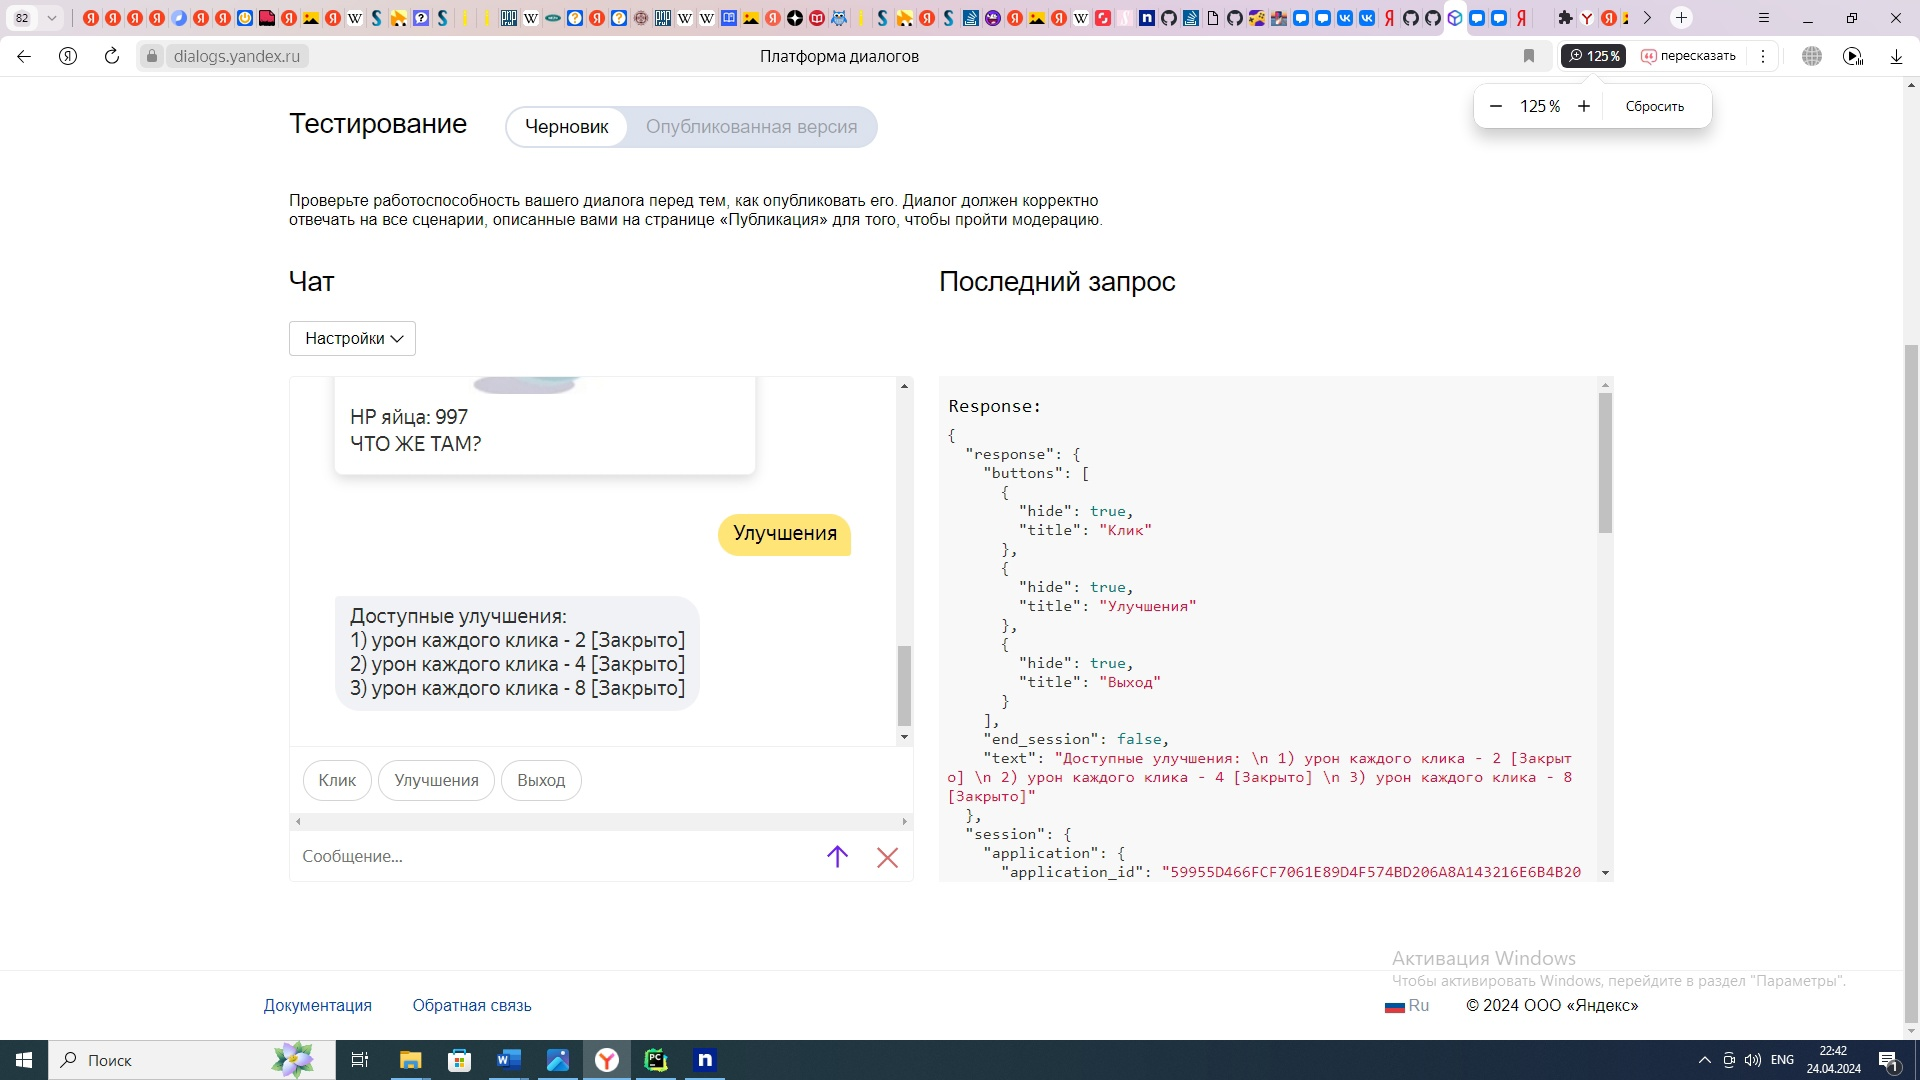 82
dialogs.yandex.ru
Платформа диалогов
125 %
пересказать
125 %
Сбросить
Тестирование
Черновик
Опубликованная версия
Проверьте работоспособность вашего диалога перед тем, как опубликовать его. Диалог должен корректно
отвечать на все сценарии, описанные вами на странице «Публикация» для того, чтобы пройти модерацию.
Чат
Последний запрос
Настройки
HP яйца: 997
ЧТО ЖЕ ТАМ?
Улучшения
Доступные улучшения:
1) урон каждого клика - 2 [Закрыто]
2) урон каждого клика - 4 [Закрыто]
3) урон каждого клика - 8 [Закрыто]
Клик
Улучшения
Выход
Сообщение...
Response:
{
"response": {
"buttons": [
{
"hide": true,
"title": "Клик"
},
{
"hide": true,
"title": "Улучшения"
},
{
"hide": true,
"title": "Выход"
}
],
"end_session": false,
"text": "Доступные улучшения: \n 1) урон каждого клика - 2 [Закрыт
о] \n 2) урон каждого клика - 4 [Закрыто] \n 3) урон каждого клика - 8
[Закрыто]"
},
"session": {
"application": {
"application_id": "59955D466FCF7061E89D4F574BD206A8A143216E6B4B20
Активация Windows
Чтобы активировать Windows, перейдите в раздел "Параметры".
Документация
Обратная связь
Ru
© 2024 ООО «Яндекс»
Поиск
ENG
22:42
24.04.2024
1